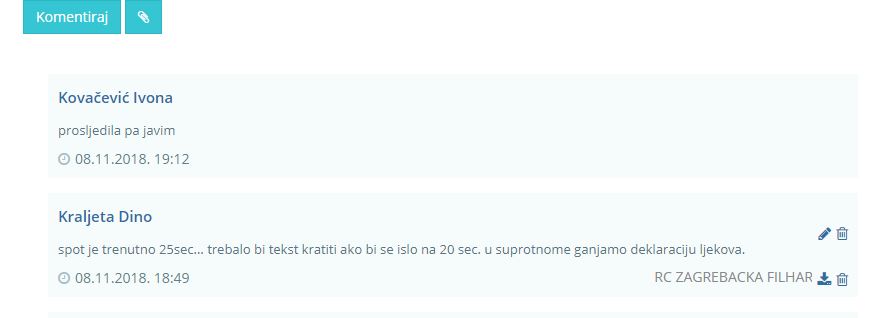 Komentiraj
Kovačević Ivona
prosljedila pa javim
08.11.2018. 19:12
Kraljeta Dino
spot je trenutno 25sec... trebalo bi tekst kratiti ako bi se islo na 20 sec. u suprotnome ganjamo deklaraciju ljekova.
08.11.2018. 18:49
RC ZAGREBACKA FILHAR